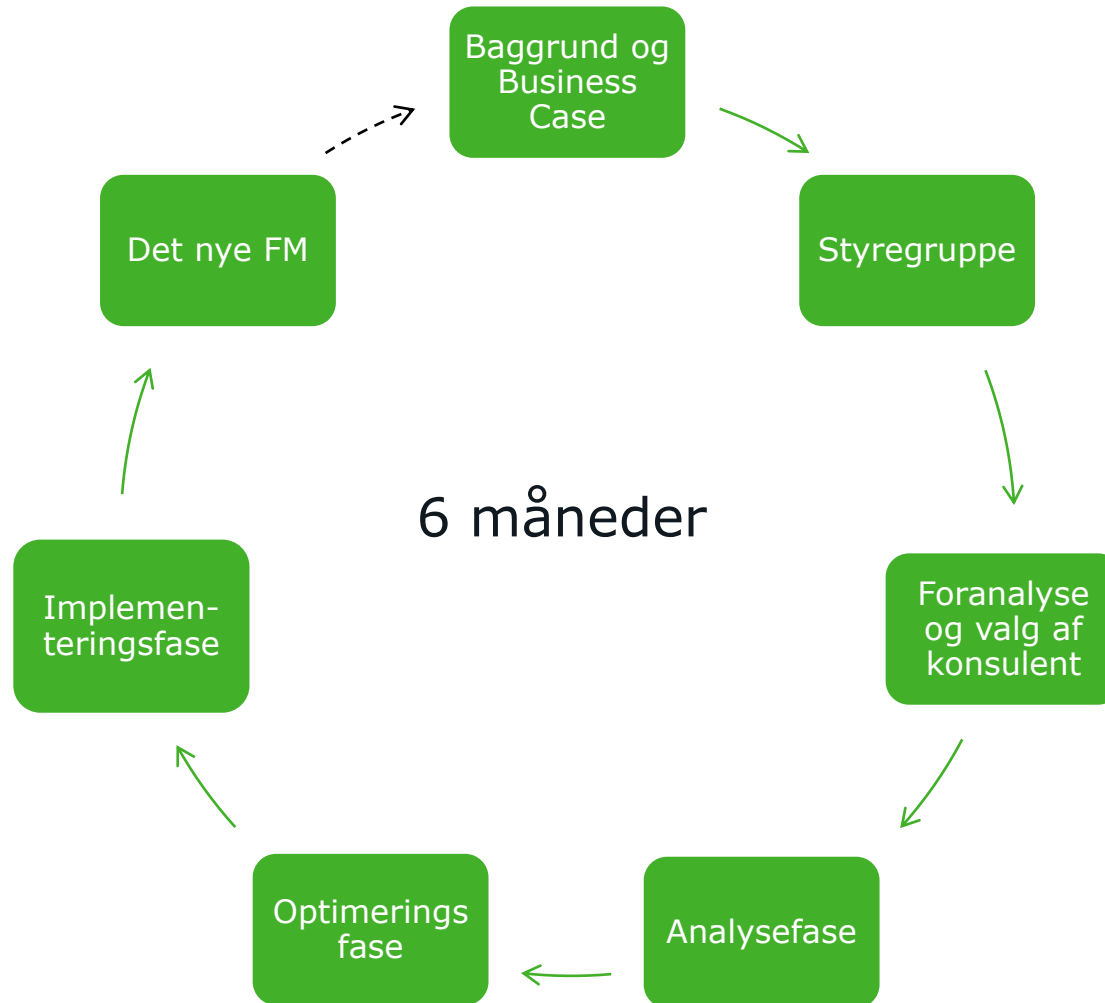 Baggrund og
Business
Case
Det nye FM
Styregruppe
6 måneder
Implemen-
teringsfase
Foranalyse
og valg af
konsulent
Optimerings
fase
Analysefase